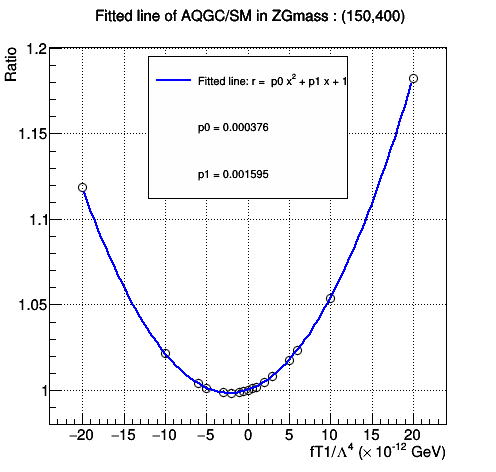 Fitted line of AQGC/SM in ZGmass : (150,400)
Ratio
1.2
1.15
1.1
1.05
1
Fitted line: r = p0 x² + p1 x + 1
p0 = 0.000376
p1 = 0.001595
−20 −15 −10 −5 0 5 10 15 20
fT1/Λ⁴ (× 10⁻¹² GeV)